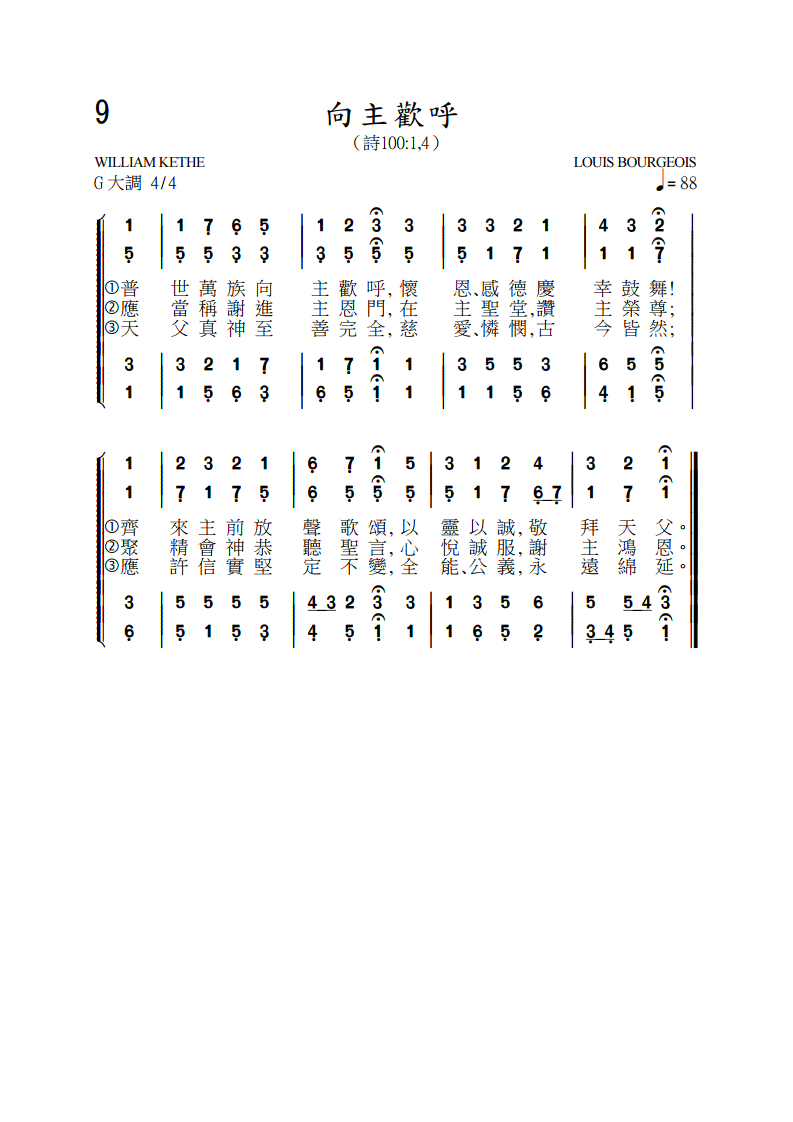 9
向主歡呼
（詩100:1,4）
WILLIAM KETHE LOUIS BOURGEOIS
G 大調 4/4 ♩= 88
1 | 1 7̣ 6̣ 5̣ | 1 2 3 3 | 3 3 2 1 | 4 3 2 |
5̣ | 5̣ 5̣ 3̣ 3̣ | 3̣ 5̣ 5̣ 5̣ | 5̣ 1 7̣ 1 | 1 1 7̣ |
①普 世萬族向 主歡呼,懷 恩、感德慶 幸鼓舞!
②應 當稱謝進 主恩門,在 主聖堂,讚 主榮尊;
③天 父真神至 善完全,慈 愛、憐憫,古 今皆然;
3 | 3 2 1 7̣ | 1 7̣ 1 1 | 3 5 5 3 | 6 5 5 |
1 | 1 5̣ 6̣ 3̣ | 6̣ 5̣ 1̣ 1 | 1 1 5̣ 6̣ | 4̣ 1̣ 5̣ |
1 | 2 3 2 1 | 6̣ 7̣ 1 5 | 3 1 2 4 | 3 2 1 |
1 | 7̣ 1 7̣ 5̣ | 6̣ 5̣ 5̣ 5 | 5̣ 1 7̣ 6̣ 7̣ | 1 7̣ 1 |
①齊 來主前放 聲歌頌,以 靈以誠,敬 拜天父。
②聚 精會神恭 聽聖言,心 悅誠服,謝 主鴻恩。
③應 許信實堅 定不變,全 能、公義,永 遠綿延。
3 | 5 5 5 5 | 4 3 2 3 3 | 1 3 5 6 | 5 5 4 3 |
6̣ | 5̣ 1 5̣ 3̣ | 4̣ 5̣ 1̣ 1 | 1 6̣ 5̣ 2̣ | 3̣ 4̣ 5̣ 1̣ |